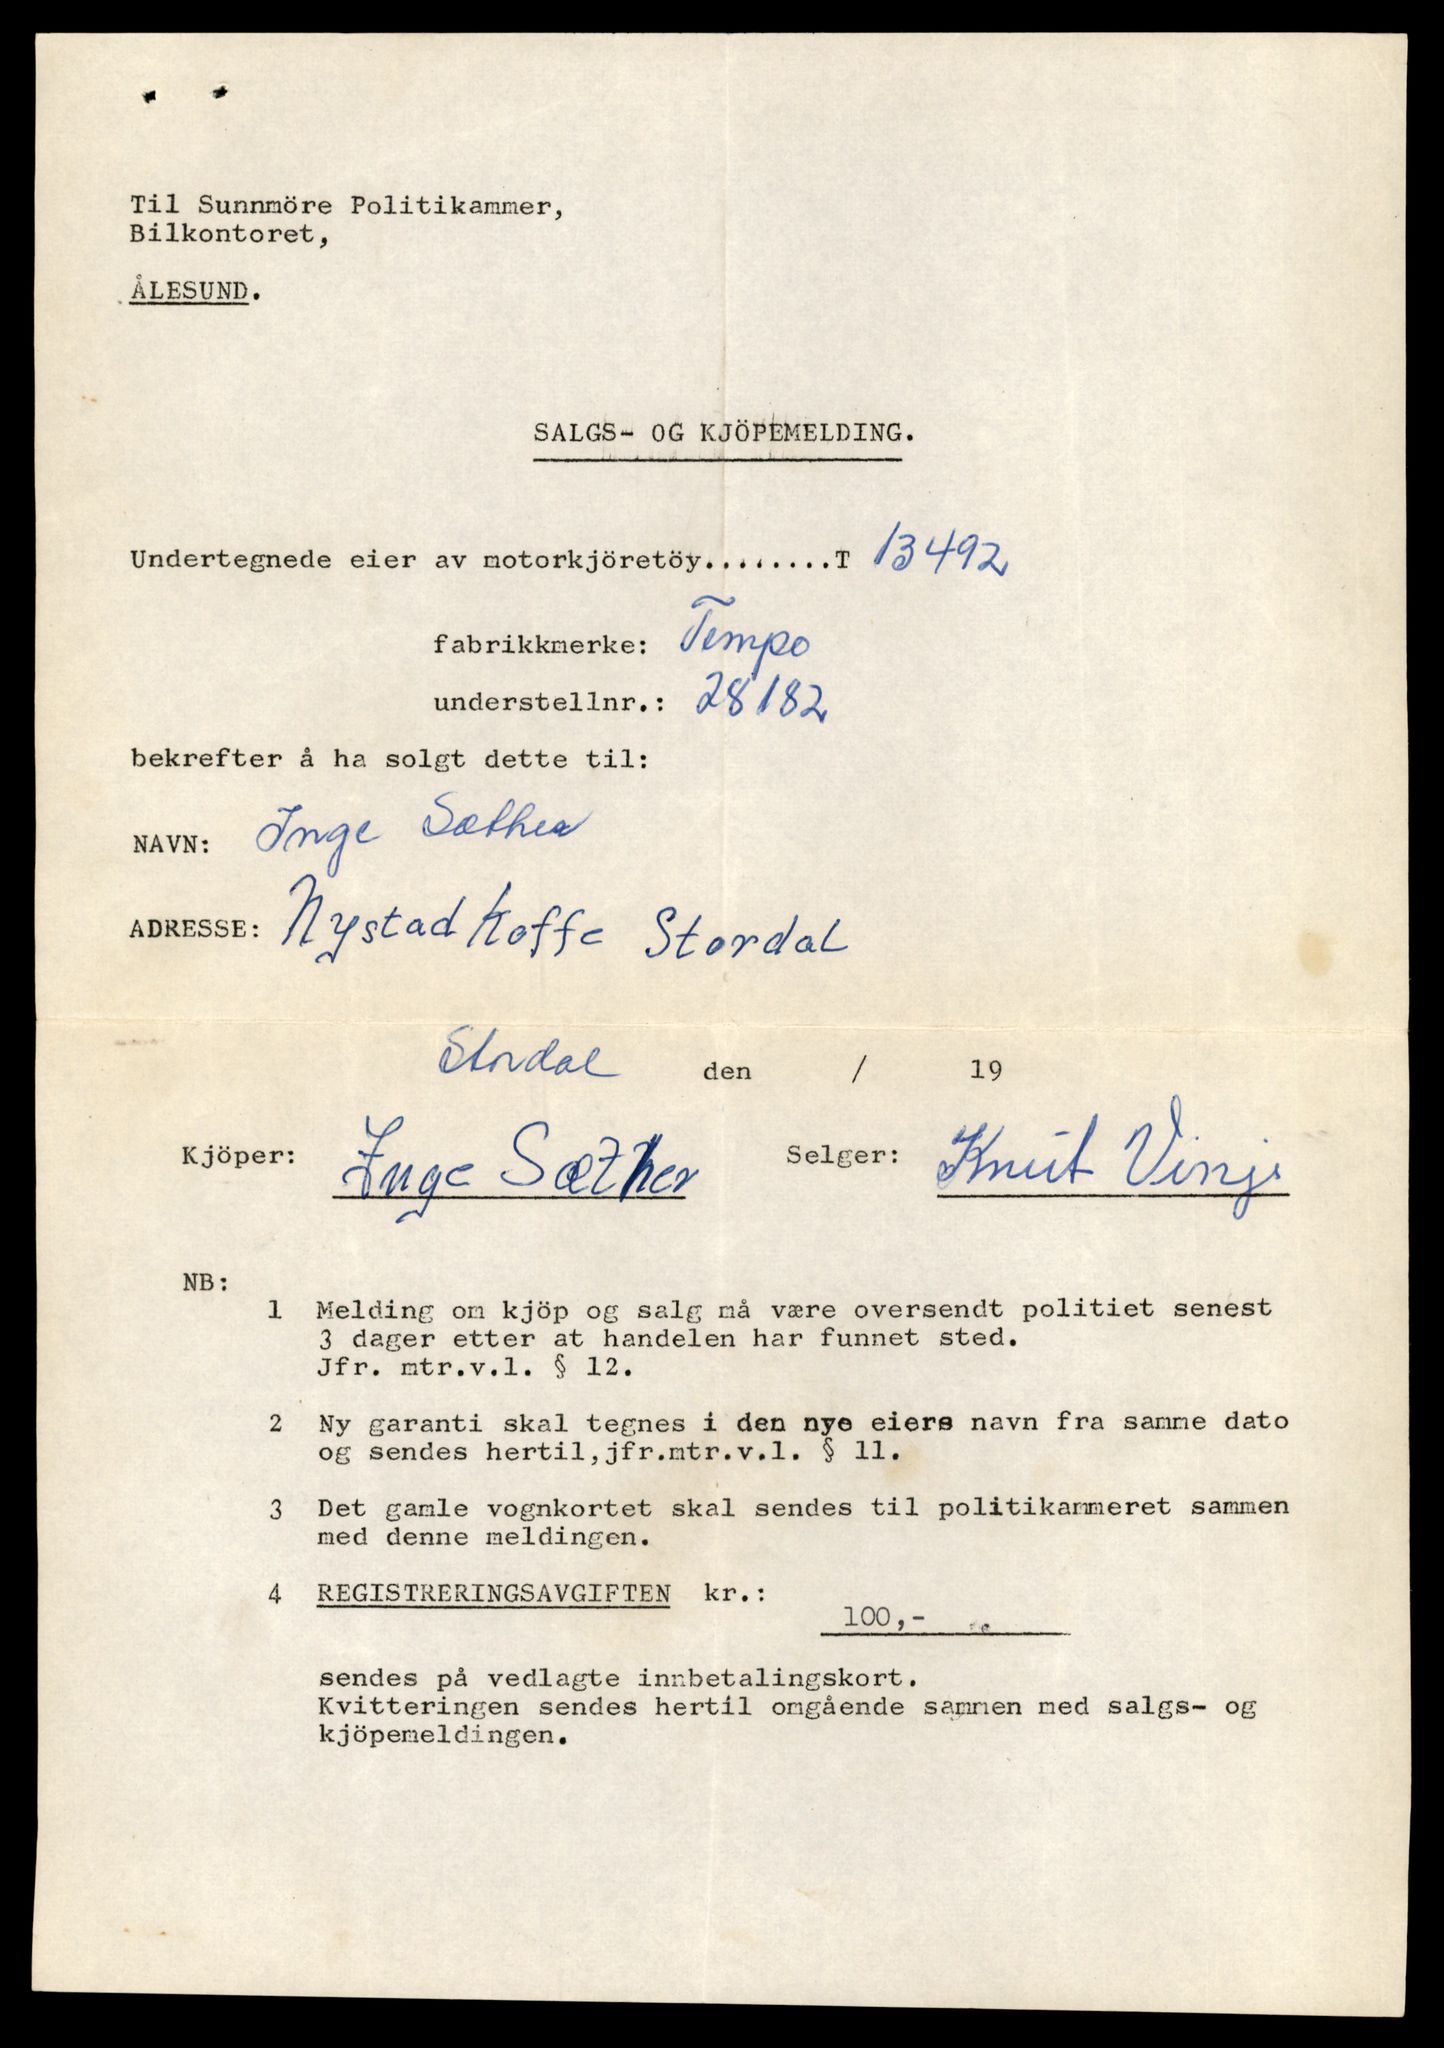 Til Sunnmöre Politikammer,
Bilkontoret,
ÅLESUND.
SALGS- OG KJÖPEMELDING.
Undertegnede eier av motorkjöretöy........T 13492
fabrikkmerke: Tempo
understellnr.: 28182
bekrefter å ha solgt dette til:
NAVN: Inge Sæther
ADRESSE: Nystad Koffe Stordal
Stordal den / 19
Kjöper: Inge Sæther Selger: Knut Vinje
NB:
1 Melding om kjöp og salg må være oversendt politiet senest
3 dager etter at handelen har funnet sted.
Jfr. mtr.v.l. § 12.
2 Ny garanti skal tegnes i den nye eiers navn fra samme dato
og sendes hertil,jfr.mtr.v.l. § 11.
3 Det gamle vognkortet skal sendes til politikammeret sammen
med denne meldingen.
4 REGISTRERINGSAVGIFTEN kr.:
100,-
sendes på vedlagte innbetalingskort.
Kvitteringen sendes hertil omgående sammen med salgs- og
kjöpemeldingen.